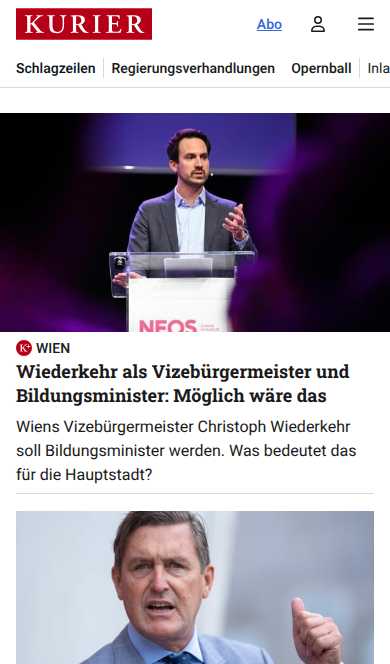 KURIER
Abo
Schlagzeilen
Regierungsverhandlungen
Opernball
Inla
NEOS
K+ WIEN
Wiederkehr als Vizebürgermeister und
Bildungsminister: Möglich wäre das
Wiens Vizebürgermeister Christoph Wiederkehr
soll Bildungsminister werden. Was bedeutet das
für die Hauptstadt?